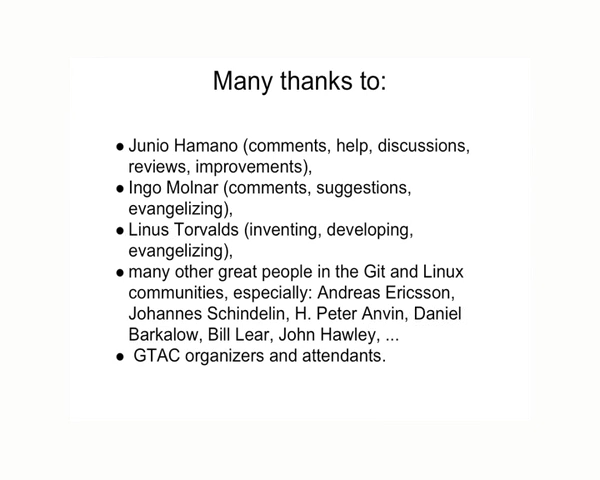 Many thanks to:
● Junio Hamano (comments, help, discussions,
reviews, improvements),
● Ingo Molnar (comments, suggestions,
evangelizing),
● Linus Torvalds (inventing, developing,
evangelizing),
● many other great people in the Git and Linux
communities, especially: Andreas Ericsson,
Johannes Schindelin, H. Peter Anvin, Daniel
Barkalow, Bill Lear, John Hawley, ...
● GTAC organizers and attendants.